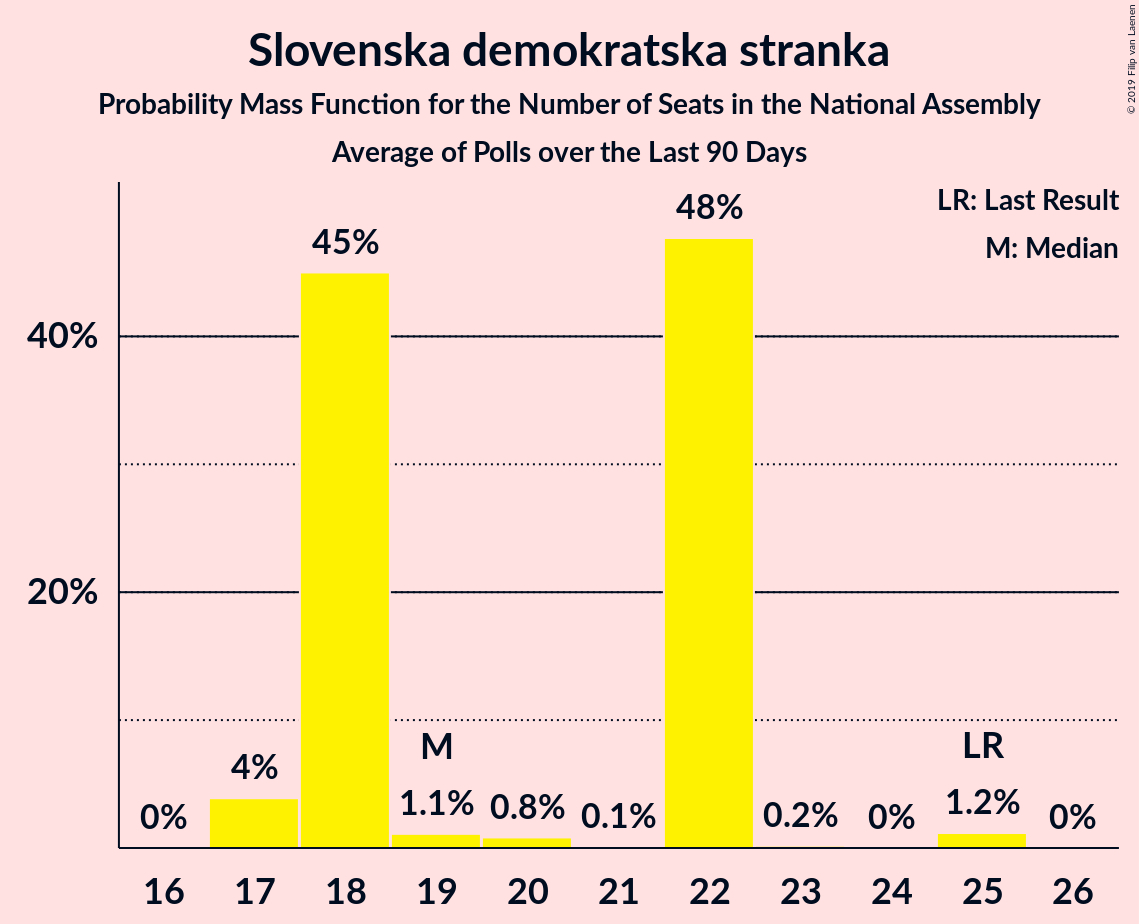 Slovenska demokratska stranka
Probability Mass Function for the Number of Seats in the National Assembly
Average of Polls over the Last 90 Days
© 2019 Filip van Laenen
LR: Last Result
M: Median
40%
20%
0%
4%
45%
M
1.1%
0.8%
0.1%
48%
0.2%
0%
LR
1.2%
0%
16 17 18 19 20 21 22 23 24 25 26